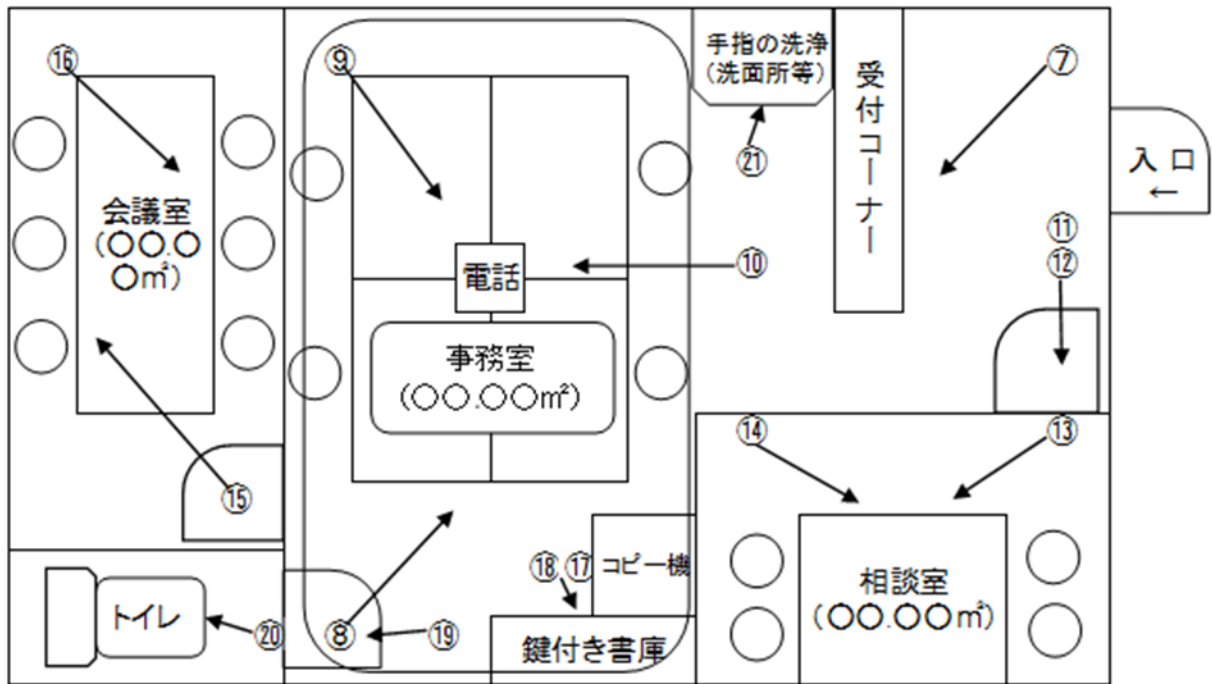 ⑯
⑨
手指の洗浄
(洗面所等)
受付コーナー
⑦
㉑
入口
←
会議室
(〇〇.〇
〇㎡)
電話
⑩
⑪
⑫
事務室
(〇〇.〇〇㎡)
⑭
⑬
⑮
⑱
⑰
コピー機
相談室
(〇〇.〇〇㎡)
トイレ
⑳
⑧
⑲
鍵付き書庫